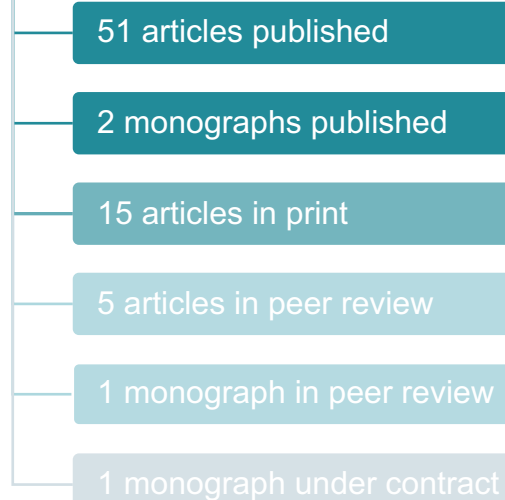 51 articles published
2 monographs published
15 articles in print
5 articles in peer review
1 monograph in peer review
1 monograph under contract